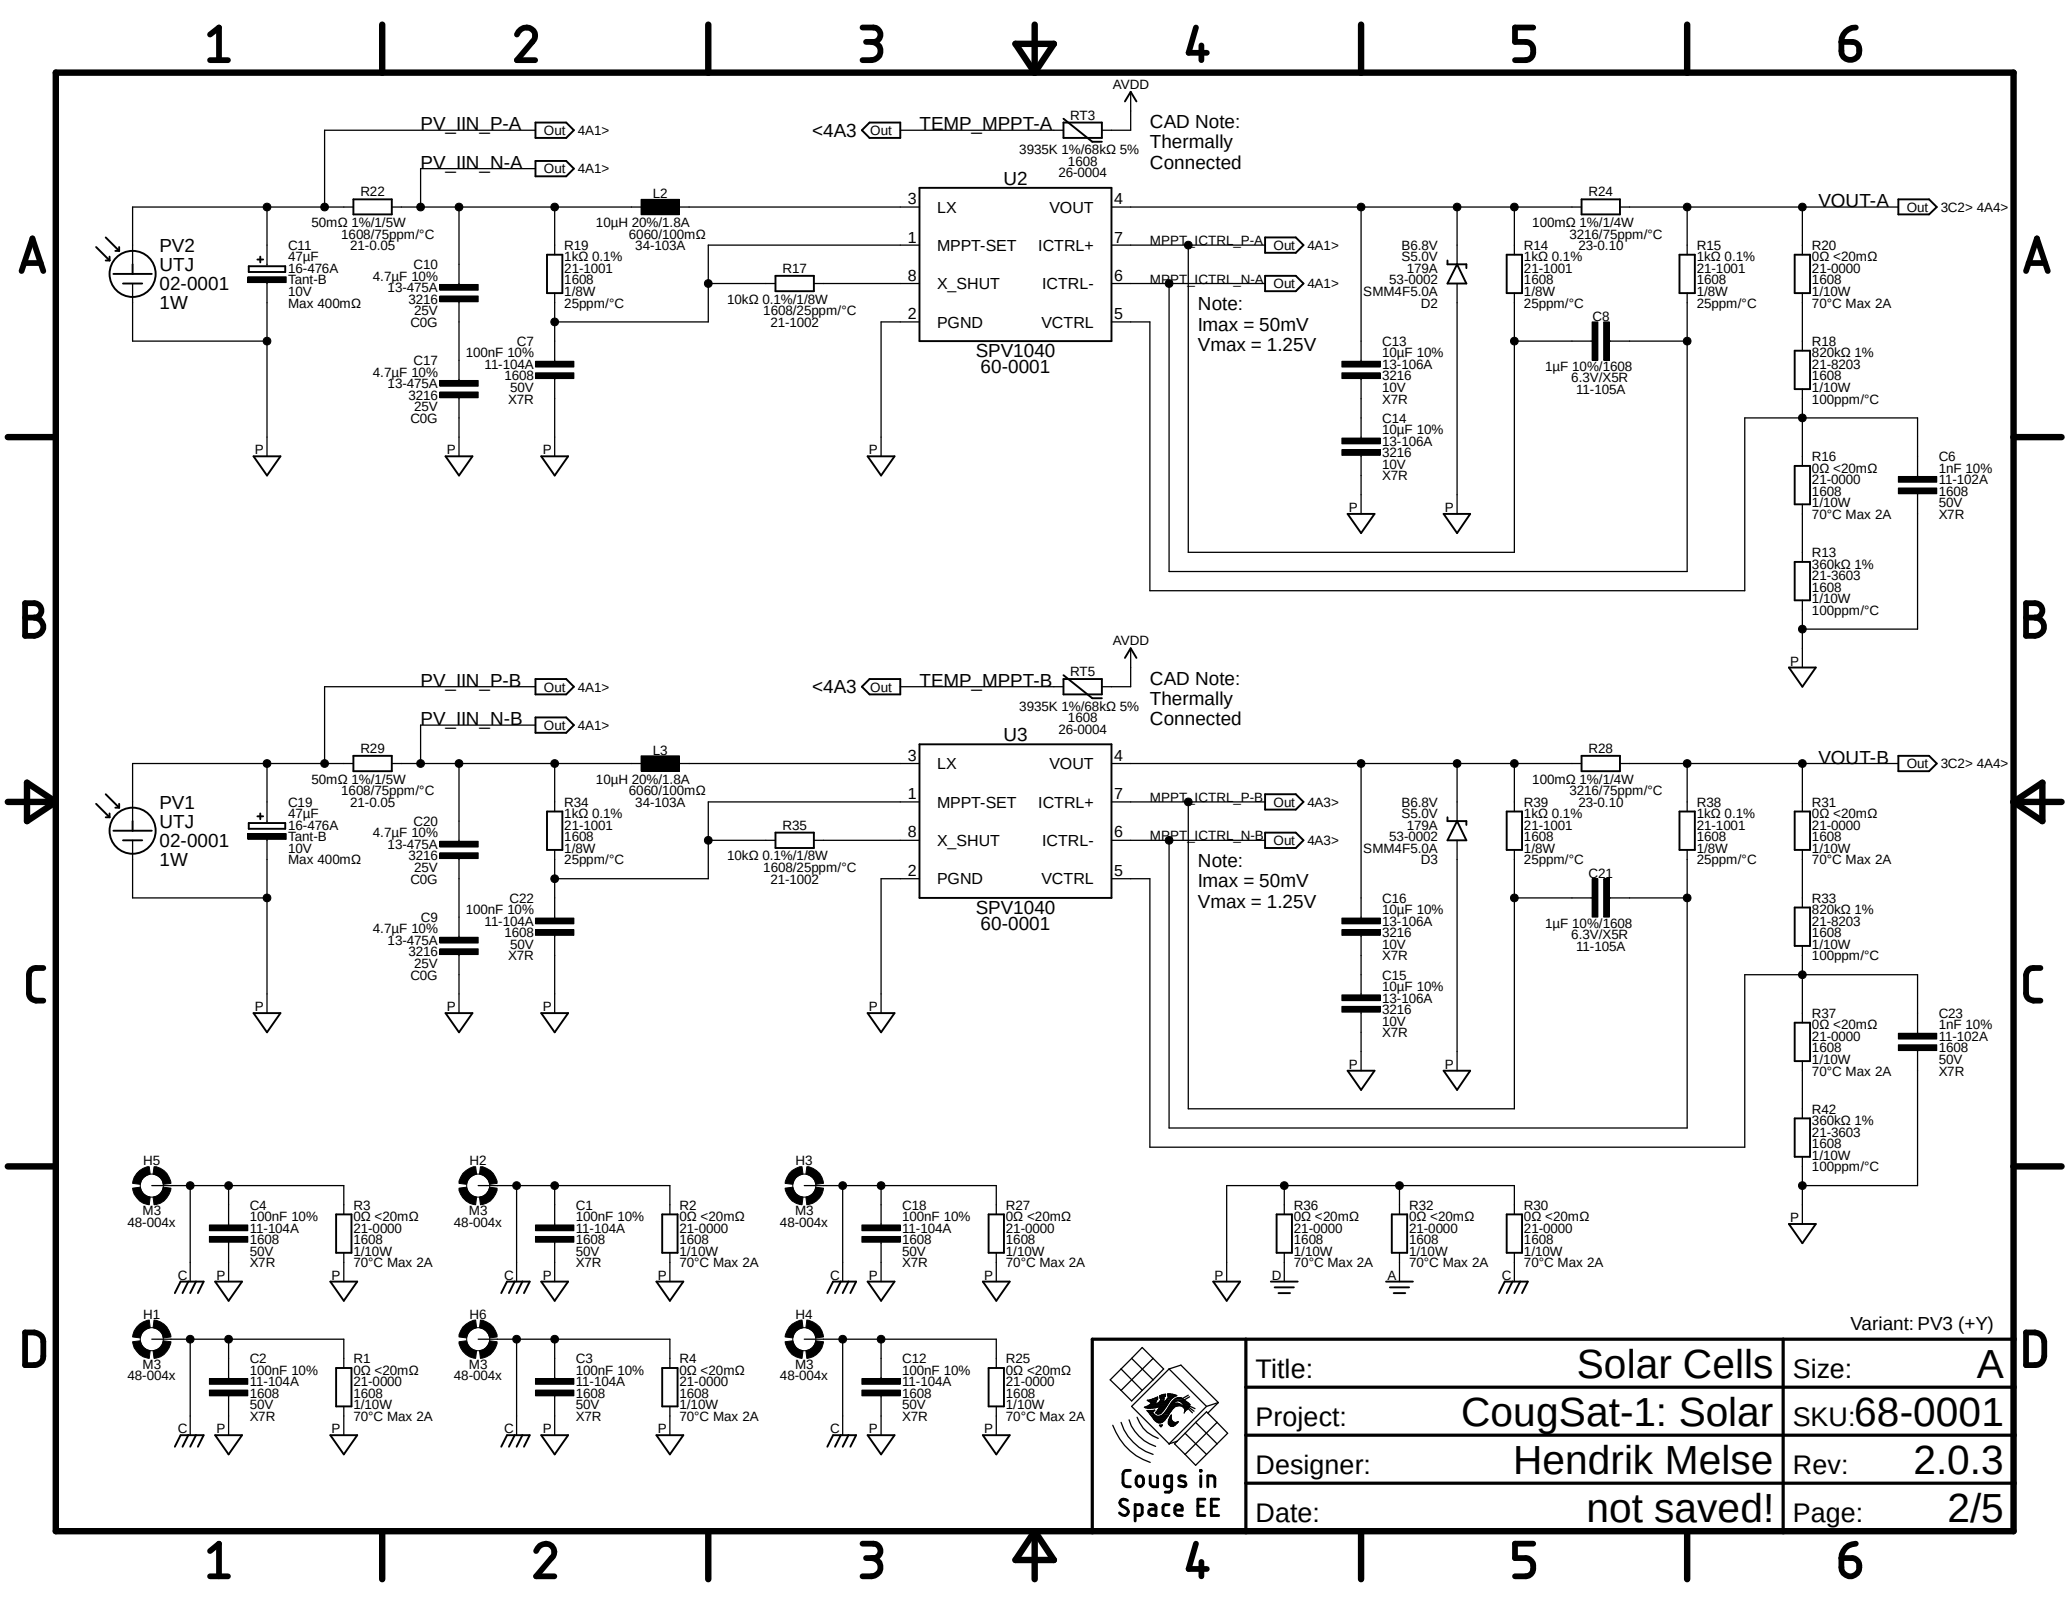 1 2 3 4 5 6
A
PV_IIN_P-A Out 4A1>
PV_IIN_N-A Out 4A1>
<4A3 Out TEMP_MPPT-A
AVDD
RT3
3935K 1%/68kΩ 5%
1608
26-0004
CAD Note:
Thermally
Connected
PV2
UTJ
02-0001
1W
C11
47µF
16-476A
Tant-B
10V
Max 400mΩ
R22
50mΩ 1%/1/5W
1608/75ppm/°C
21-0.05
C10
4.7µF 10%
13-475A
3216
25V
C0G
C17
4.7µF 10%
13-475A
3216
25V
C0G
R19
1kΩ 0.1%
21-1001
1608
1/8W
25ppm/°C
C7
100nF 10%
11-104A
1608
50V
X7R
L2
10µH 20%/1.8A
6060/100mΩ
34-103A
R17
10kΩ 0.1%/1/8W
1608/25ppm/°C
21-1002
U2
3 LX VOUT 4
1 MPPT-SET ICTRL+ 7
8 X_SHUT ICTRL- 6
2 PGND VCTRL 5
SPV1040
60-0001
MPPT_ICTRL_P-A Out 4A1>
MPPT_ICTRL_N-A Out 4A1>
Note:
Imax = 50mV
Vmax = 1.25V
C13
10µF 10%
13-106A
3216
10V
X7R
C14
10µF 10%
13-106A
3216
10V
X7R
B6.8V
S5.0V
179A
53-0002
SMM4F5.0A
D2
R14
1kΩ 0.1%
21-1001
1608
1/8W
25ppm/°C
R24
100mΩ 1%/1/4W
3216/75ppm/°C
23-0.10
C8
1µF 10%/1608
6.3V/X5R
11-105A
R15
1kΩ 0.1%
21-1001
1608
1/8W
25ppm/°C
VOUT-A Out 3C2> 4A4>
R20
0Ω <20mΩ
21-0000
1608
1/10W
70°C Max 2A
R18
820kΩ 1%
21-8203
1608
1/10W
100ppm/°C
R16
0Ω <20mΩ
21-0000
1608
1/10W
70°C Max 2A
C6
1nF 10%
11-102A
1608
50V
X7R
R13
360kΩ 1%
21-3603
1608
1/10W
100ppm/°C
P P P P P P P
A
B
B
PV_IIN_P-B Out 4A1>
PV_IIN_N-B Out 4A1>
<4A3 Out TEMP_MPPT-B
AVDD
RT5
3935K 1%/68kΩ 5%
1608
26-0004
CAD Note:
Thermally
Connected
PV1
UTJ
02-0001
1W
C19
47µF
16-476A
Tant-B
10V
Max 400mΩ
R29
50mΩ 1%/1/5W
1608/75ppm/°C
21-0.05
C20
4.7µF 10%
13-475A
3216
25V
C0G
C9
4.7µF 10%
13-475A
3216
25V
C0G
R34
1kΩ 0.1%
21-1001
1608
1/8W
25ppm/°C
C22
100nF 10%
11-104A
1608
50V
X7R
L3
10µH 20%/1.8A
6060/100mΩ
34-103A
R35
10kΩ 0.1%/1/8W
1608/25ppm/°C
21-1002
U3
3 LX VOUT 4
1 MPPT-SET ICTRL+ 7
8 X_SHUT ICTRL- 6
2 PGND VCTRL 5
SPV1040
60-0001
MPPT_ICTRL_P-B Out 4A3>
MPPT_ICTRL_N-B Out 4A3>
Note:
Imax = 50mV
Vmax = 1.25V
C16
10µF 10%
13-106A
3216
10V
X7R
C15
10µF 10%
13-106A
3216
10V
X7R
B6.8V
S5.0V
179A
53-0002
SMM4F5.0A
D3
R39
1kΩ 0.1%
21-1001
1608
1/8W
25ppm/°C
R28
100mΩ 1%/1/4W
3216/75ppm/°C
23-0.10
C21
1µF 10%/1608
6.3V/X5R
11-105A
R38
1kΩ 0.1%
21-1001
1608
1/8W
25ppm/°C
VOUT-B Out 3C2> 4A4>
R31
0Ω <20mΩ
21-0000
1608
1/10W
70°C Max 2A
R33
820kΩ 1%
21-8203
1608
1/10W
100ppm/°C
R37
0Ω <20mΩ
21-0000
1608
1/10W
70°C Max 2A
C23
1nF 10%
11-102A
1608
50V
X7R
R42
360kΩ 1%
21-3603
1608
1/10W
100ppm/°C
P P P P P P P
C
C
H5
M3
48-004x
C4
100nF 10%
11-104A
1608
50V
X7R
R3
0Ω <20mΩ
21-0000
1608
1/10W
70°C Max 2A
C P P
H2
M3
48-004x
C1
100nF 10%
11-104A
1608
50V
X7R
R2
0Ω <20mΩ
21-0000
1608
1/10W
70°C Max 2A
C P P
H3
M3
48-004x
C18
100nF 10%
11-104A
1608
50V
X7R
R27
0Ω <20mΩ
21-0000
1608
1/10W
70°C Max 2A
C P P
R36
0Ω <20mΩ
21-0000
1608
1/10W
70°C Max 2A
R32
0Ω <20mΩ
21-0000
1608
1/10W
70°C Max 2A
R30
0Ω <20mΩ
21-0000
1608
1/10W
70°C Max 2A
P D A C
D
D
H1
M3
48-004x
C2
100nF 10%
11-104A
1608
50V
X7R
R1
0Ω <20mΩ
21-0000
1608
1/10W
70°C Max 2A
C P P
H6
M3
48-004x
C3
100nF 10%
11-104A
1608
50V
X7R
R4
0Ω <20mΩ
21-0000
1608
1/10W
70°C Max 2A
C P P
H4
M3
48-004x
C12
100nF 10%
11-104A
1608
50V
X7R
R25
0Ω <20mΩ
21-0000
1608
1/10W
70°C Max 2A
C P P
Variant: PV3 (+Y)
Cougs in
Space EE
Title: Solar Cells Size: A
Project: CougSat-1: Solar SKU: 68-0001
Designer: Hendrik Melse Rev: 2.0.3
Date: not saved! Page: 2/5
1 2 3 4 5 6